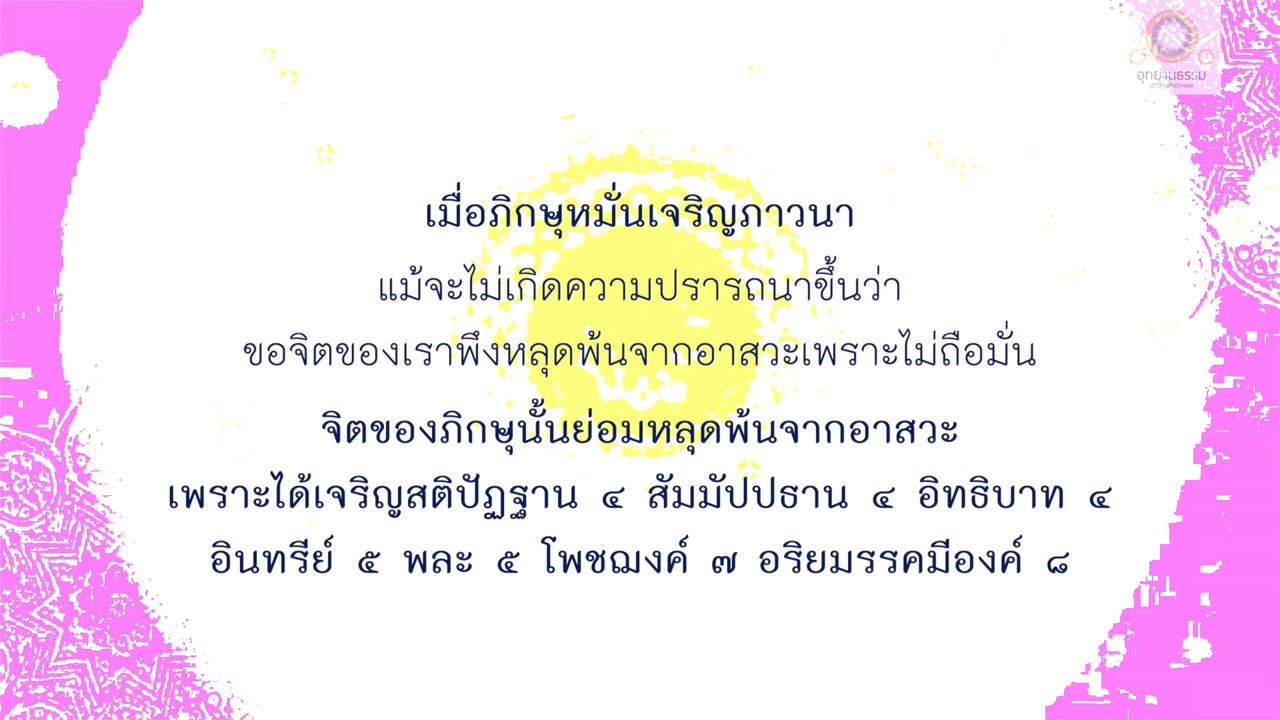 อุทยานธรรม
UTTAYANDHAM
เมื่อภิกษุหมั่นเจริญภาวนา
แม้จะไม่เกิดความปรารถนาขึ้นว่า
ขอจิตของเราพึงหลุดพ้นจากอาสวะเพราะไม่ถือมั่น
จิตของภิกษุนั้นย่อมหลุดพ้นจากอาสวะ
เพราะได้เจริญสติปัฏฐาน ๔ สัมมัปปธาน ๔ อิทธิบาท ๔
อินทรีย์ ๕ พละ ๕ โพชฌงค์ ๗ อริยมรรคมีองค์ ๘